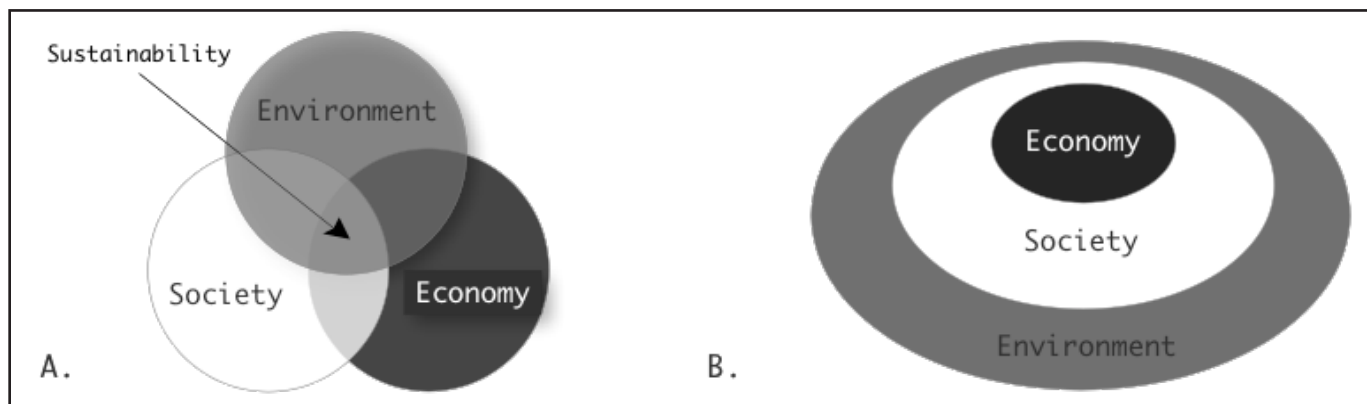 Sustainability
Environment
Society
Economy
A.
Economy
Society
Environment
B.